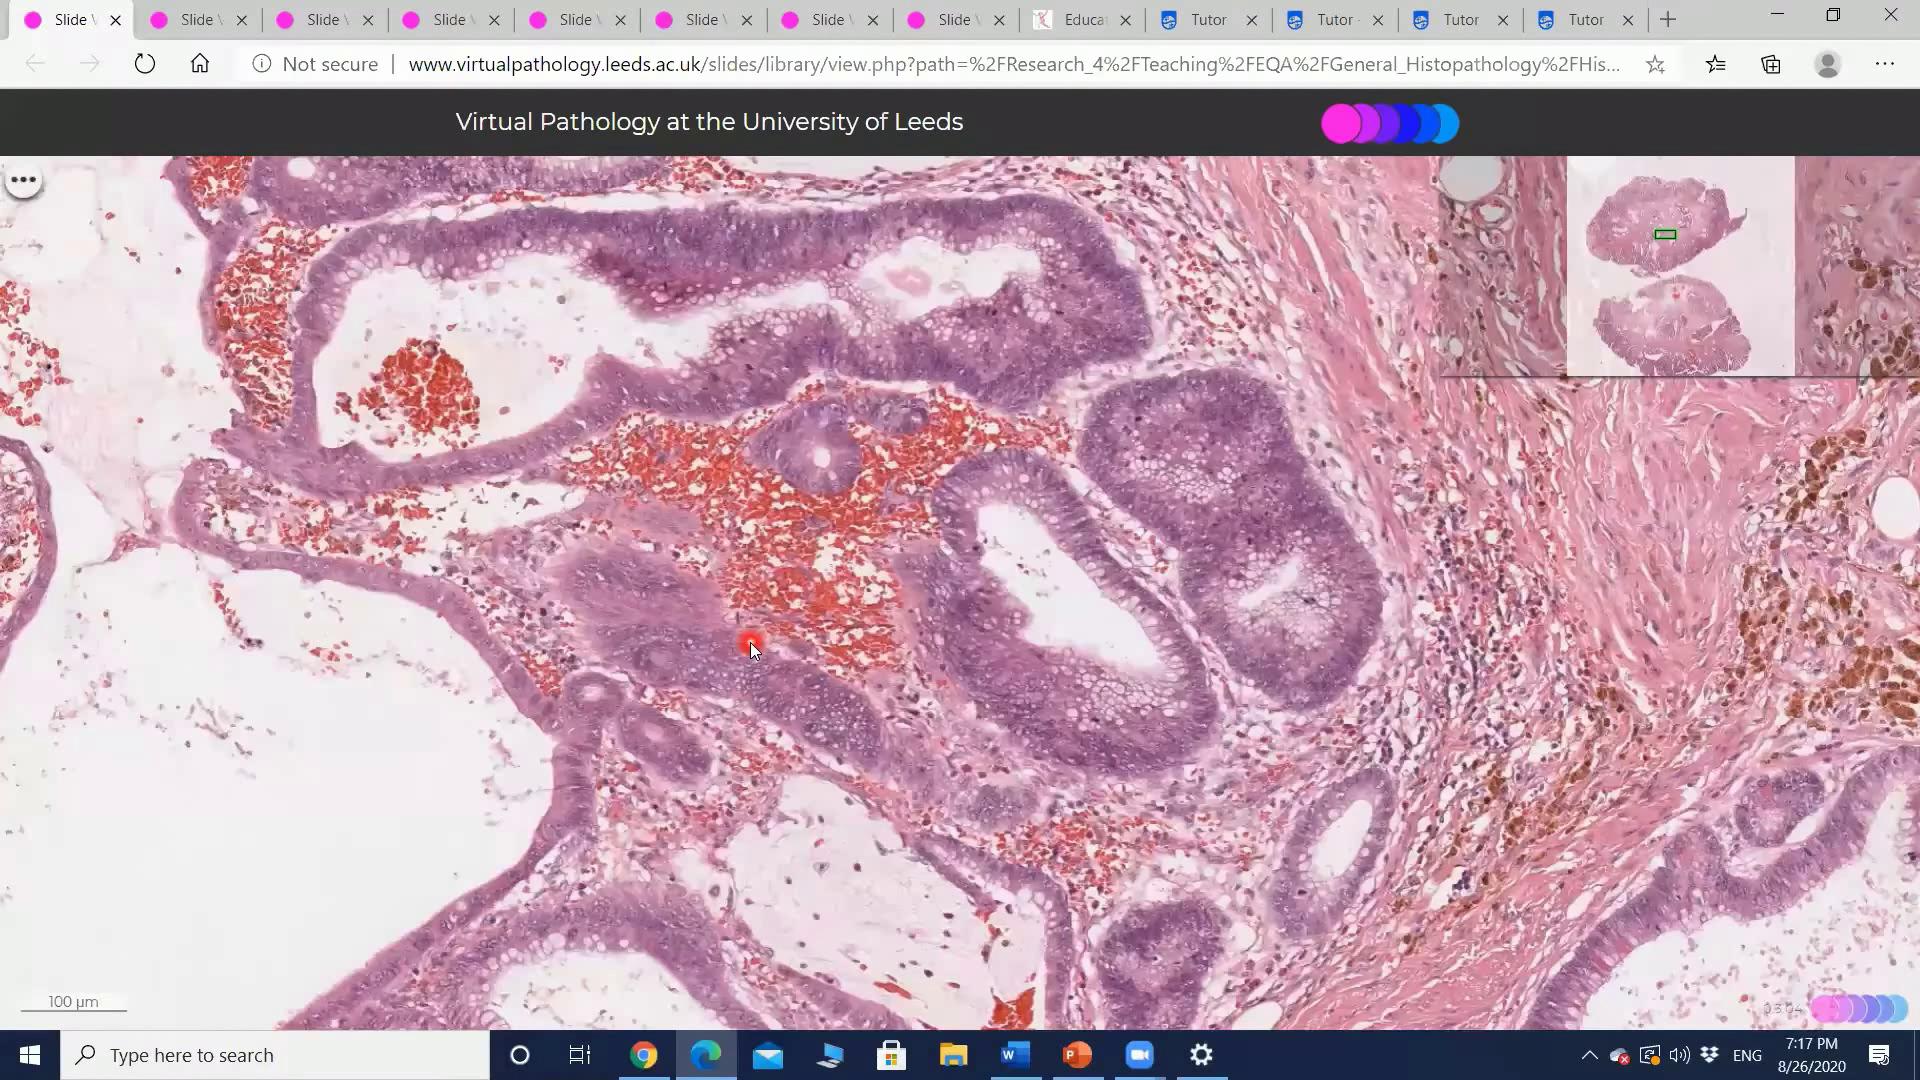 Slide \ Slide \ Slide \ Slide \ Slide \ Slide \ Slide \ Slide \ Educat Tutor Tutor - Tutor Tutor
Not secure | www.virtualpathology.leeds.ac.uk/slides/library/view.php?path=%2FResearch_4%2FTeaching%2FEQA%2FGeneral_Histopathology%2FHis...
Virtual Pathology at the University of Leeds
100 µm
Type here to search
ENG
7:17 PM
8/26/2020